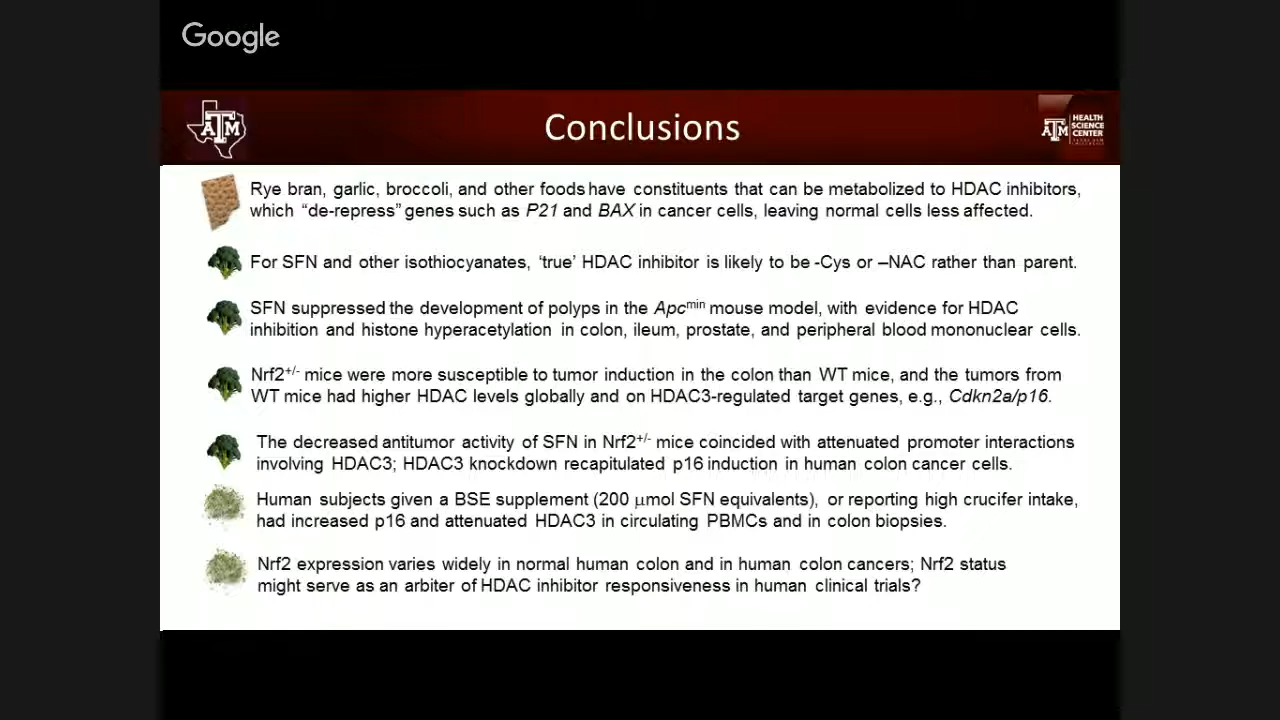 Google
Conclusions
ATM
ATM
HEALTH
SCIENCE
CENTER
Rye bran, garlic, broccoli, and other foods have constituents that can be metabolized to HDAC inhibitors,
which “de-repress” genes such as P21 and BAX in cancer cells, leaving normal cells less affected.
For SFN and other isothiocyanates, ‘true’ HDAC inhibitor is likely to be -Cys or –NAC rather than parent.
SFN suppressed the development of polyps in the Apcmin mouse model, with evidence for HDAC
inhibition and histone hyperacetylation in colon, ileum, prostate, and peripheral blood mononuclear cells.
Nrf2+/- mice were more susceptible to tumor induction in the colon than WT mice, and the tumors from
WT mice had higher HDAC levels globally and on HDAC3-regulated target genes, e.g., Cdkn2a/p16.
The decreased antitumor activity of SFN in Nrf2+/- mice coincided with attenuated promoter interactions
involving HDAC3; HDAC3 knockdown recapitulated p16 induction in human colon cancer cells.
Human subjects given a BSE supplement (200 μmol SFN equivalents), or reporting high crucifer intake,
had increased p16 and attenuated HDAC3 in circulating PBMCs and in colon biopsies.
Nrf2 expression varies widely in normal human colon and in human colon cancers; Nrf2 status
might serve as an arbiter of HDAC inhibitor responsiveness in human clinical trials?